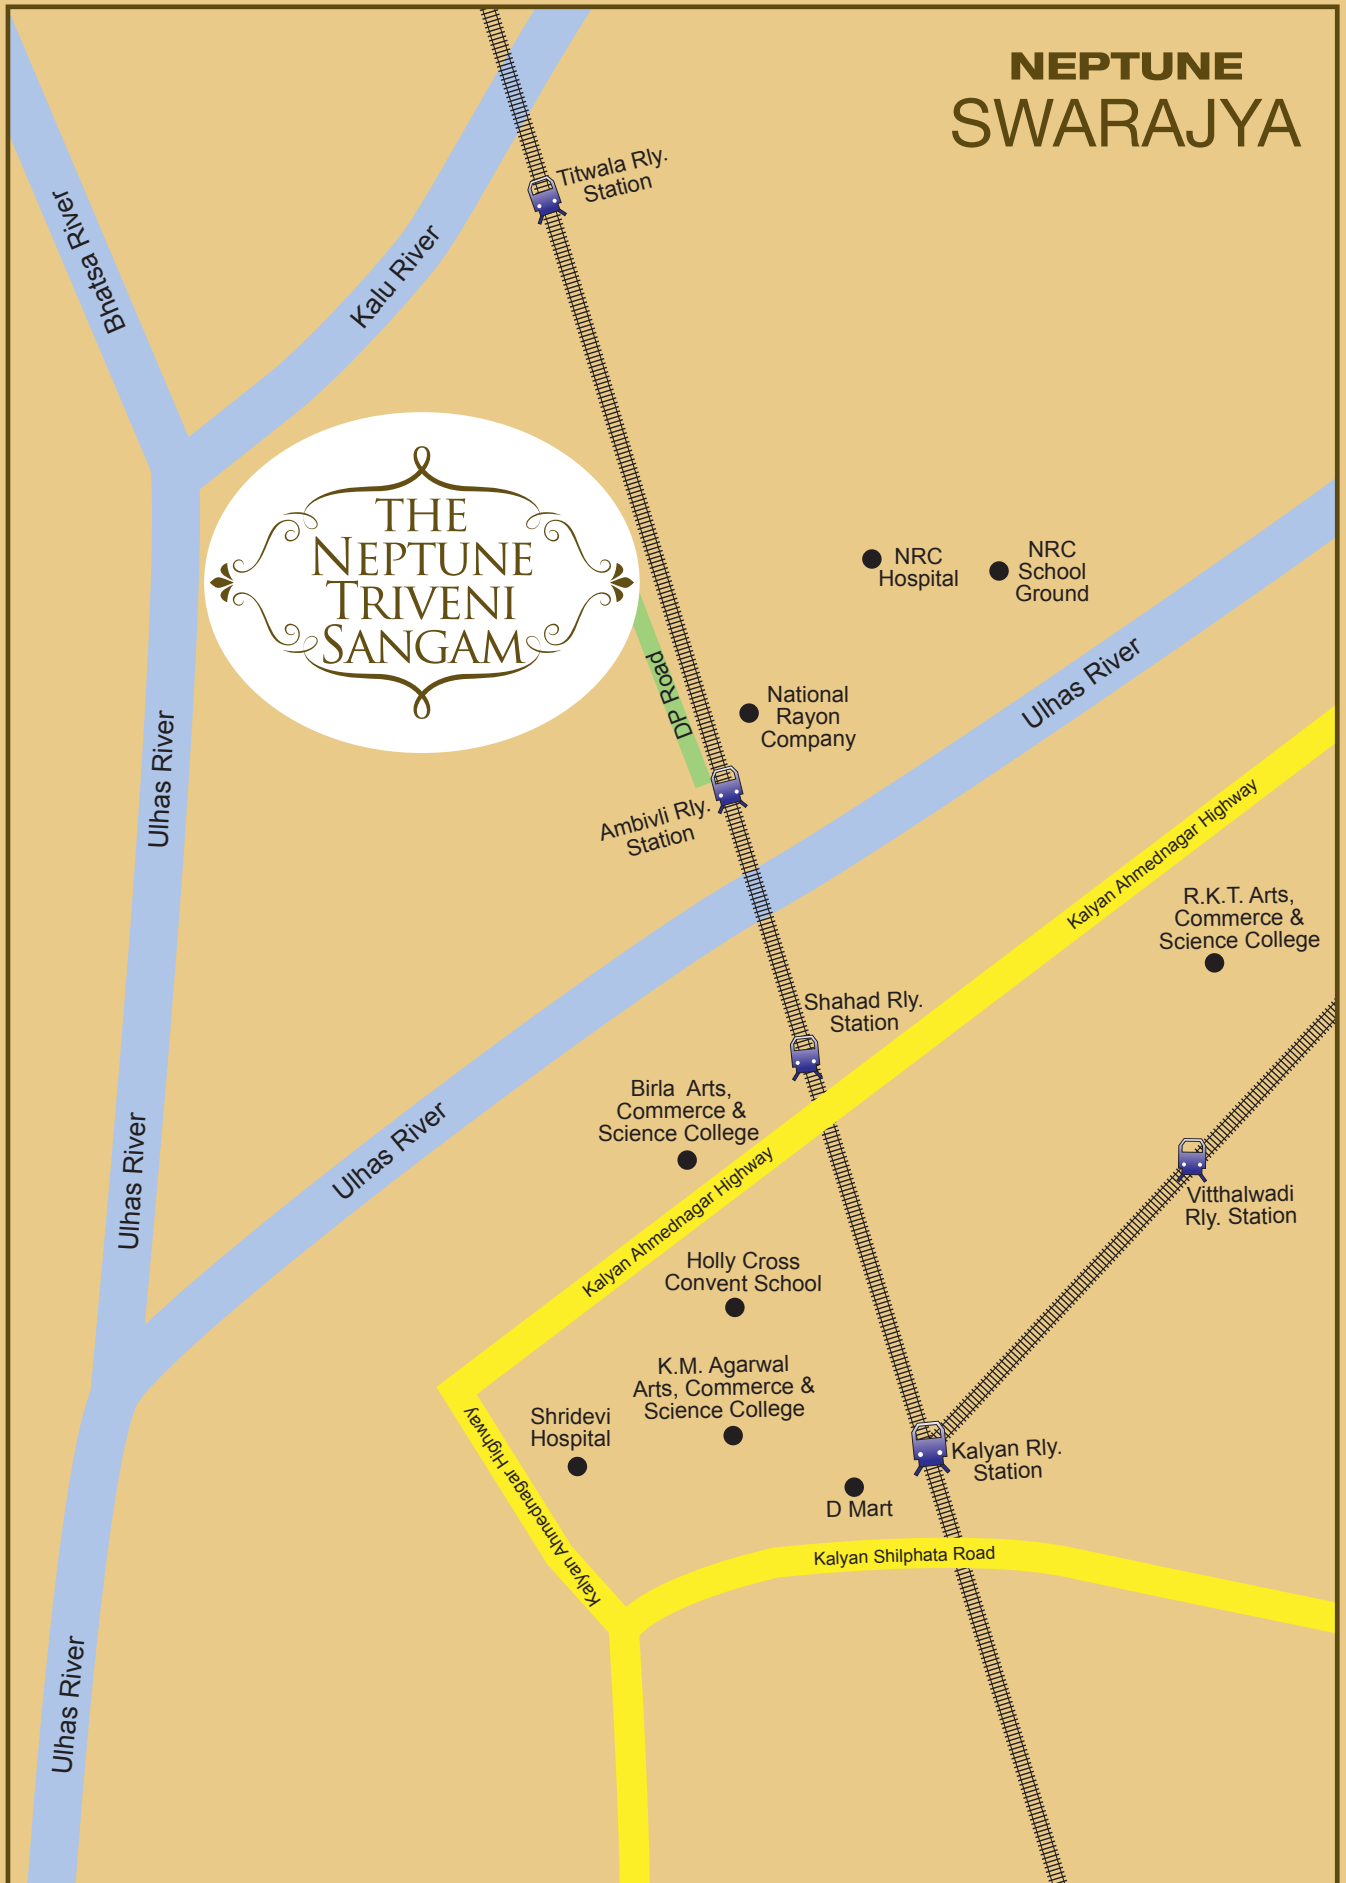 NEPTUNE
SWARAJYA
Titwala Rly.
Station
Bhatsa River
Kalu River
THE
NEPTUNE
TRIVENI
SANGAM
NRC
Hospital
NRC
School
Ground
DP Road
National
Rayon
Company
Ulhas River
Ulhas River
Ambivli Rly.
Station
Kalyan Ahmednagar Highway
R.K.T. Arts,
Commerce &
Science College
Shahad Rly.
Station
Birla Arts,
Commerce &
Science College
Ulhas River
Ulhas River
Kalyan Ahmednagar Highway
Vitthalwadi
Rly. Station
Holly Cross
Convent School
K.M. Agarwal
Arts, Commerce &
Science College
Shridevi
Hospital
Kalyan Ahmednagar Highway
Kalyan Rly.
Station
D Mart
Kalyan Shilphata Road
Ulhas River